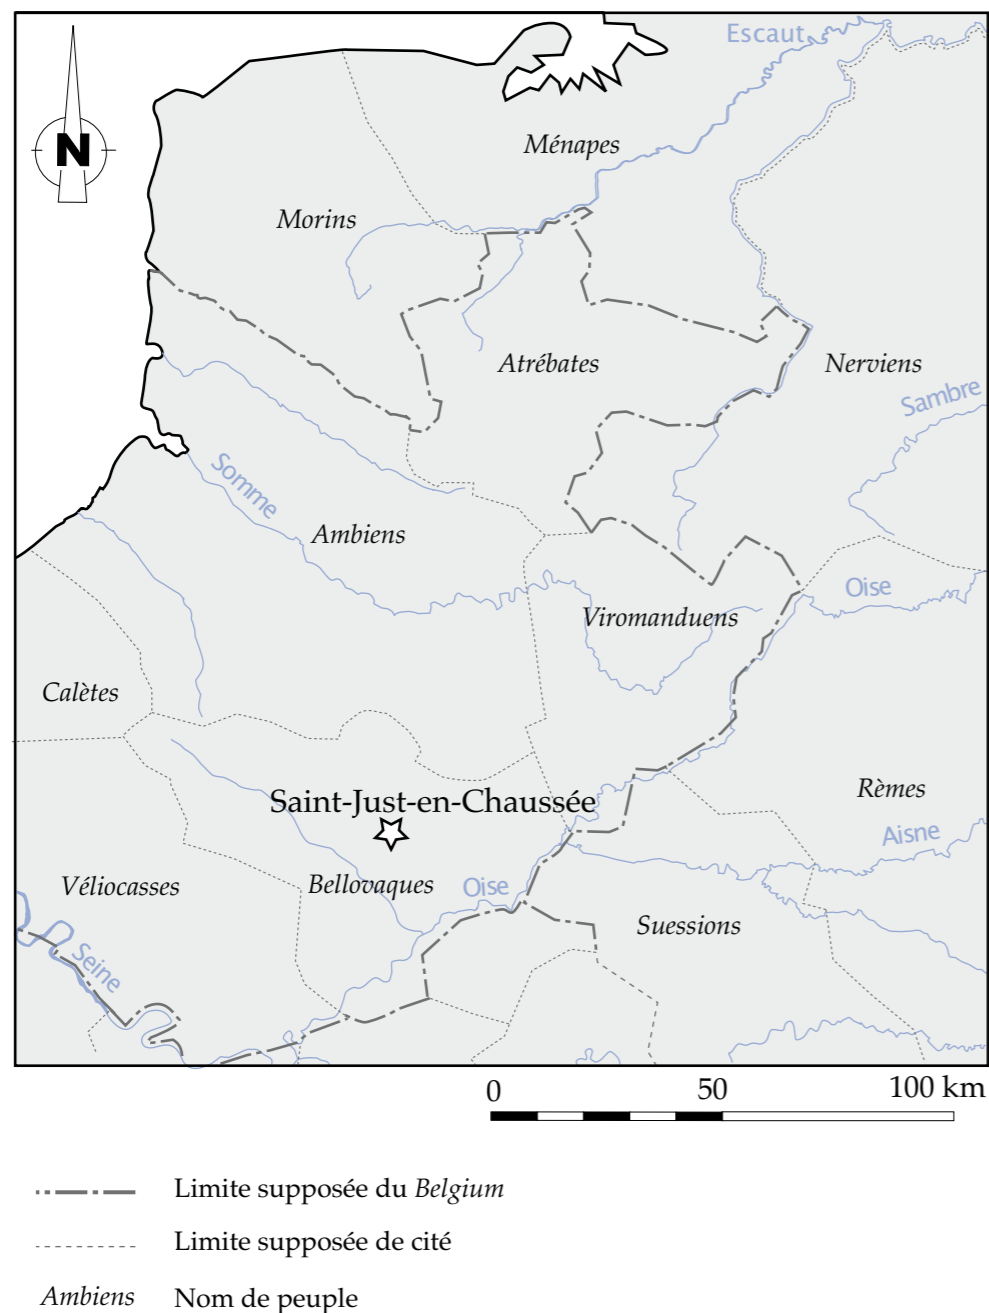 Escaut
N
Ménapes
Morins
Atrébates
Nerviens
Sambre
Somme
Ambiens
Oise
Viromanduens
Calètes
Saint-Just-en-Chaussée
Rèmes
Aisne
Véliocasses
Bellovaques
Oise
Suessions
Seine
0 50 100 km
Limite supposée du Belgium
Limite supposée de cité
Ambiens Nom de peuple